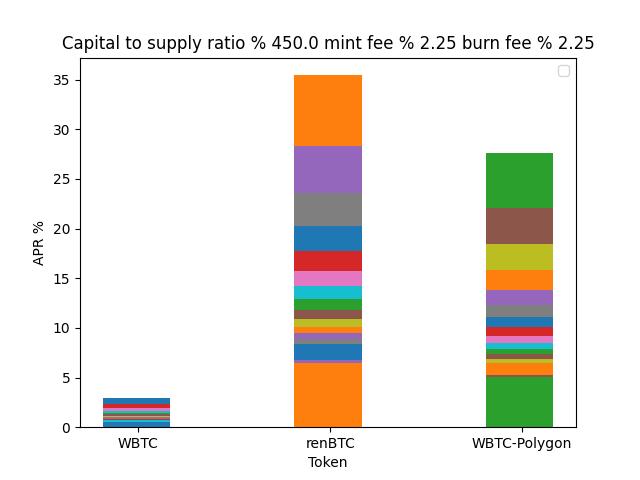 Capital to supply ratio % 450.0 mint fee % 2.25 burn fee % 2.25
35
30
25
20
15
10
5
0
APR %
WBTC renBTC WBTC-Polygon
Token